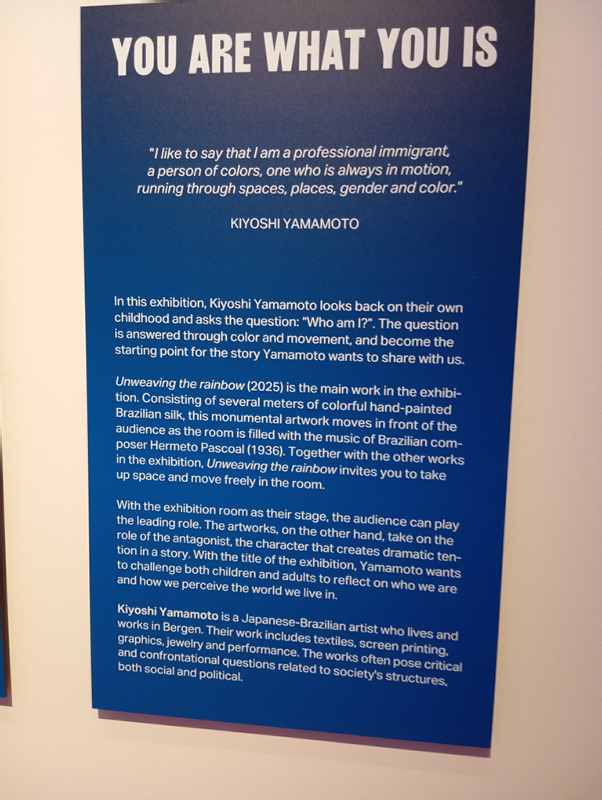 YOU ARE WHAT YOU IS
"I like to say that I am a professional immigrant,
a person of colors, one who is always in motion,
running through spaces, places, gender and color."
KIYOSHI YAMAMOTO
In this exhibition, Kiyoshi Yamamoto looks back on their own
childhood and asks the question: "Who am I?". The question
is answered through color and movement, and become the
starting point for the story Yamamoto wants to share with us.
Unweaving the rainbow (2025) is the main work in the exhibi-
tion. Consisting of several meters of colorful hand-painted
Brazilian silk, this monumental artwork moves in front of the
audience as the room is filled with the music of Brazilian com-
poser Hermeto Pascoal (1936). Together with the other works
in the exhibition, Unweaving the rainbow invites you to take
up space and move freely in the room.
With the exhibition room as their stage, the audience can play
the leading role. The artworks, on the other hand, take on the
role of the antagonist, the character that creates dramatic ten-
tion in a story. With the title of the exhibition, Yamamoto wants
to challenge both children and adults to reflect on who we are
and how we perceive the world we live in.
Kiyoshi Yamamoto is a Japanese-Brazilian artist who lives and
works in Bergen. Their work includes textiles, screen printing,
graphics, jewelry and performance. The works often pose critical
and confrontational questions related to society's structures,
both social and political.